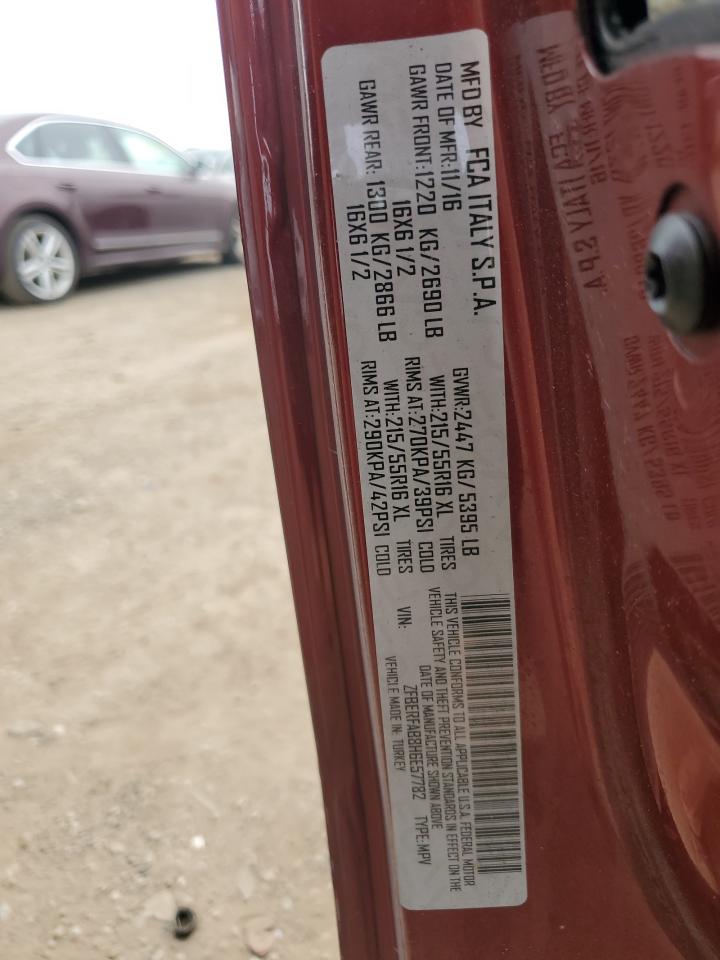 MFD BY FCA ITALY S.P.A.
DATE OF MFR:11/16 GVWR:2447 KG/5395 LB
GAWR FRONT:1220 KG/2690 LB WITH:215/55R16 XL TIRES
16X6 1/2 RIMS AT:270KPA/39PSI COLD
GAWR REAR: 1300 KG/2866 LB WITH:215/55R16 XL TIRES
16X6 1/2 RIMS AT:290KPA/42PSI COLD
THIS VEHICLE CONFORMS TO ALL APPLICABLE U.S.A. FEDERAL MOTOR
VEHICLE SAFETY AND THEFT PREVENTION STANDARDS IN EFFECT ON THE
DATE OF MANUFACTURE SHOWN ABOVE
VIN: ZFBERFAB8H6E57782 TYPE:MPV
VEHICLE MADE IN: TURKEY